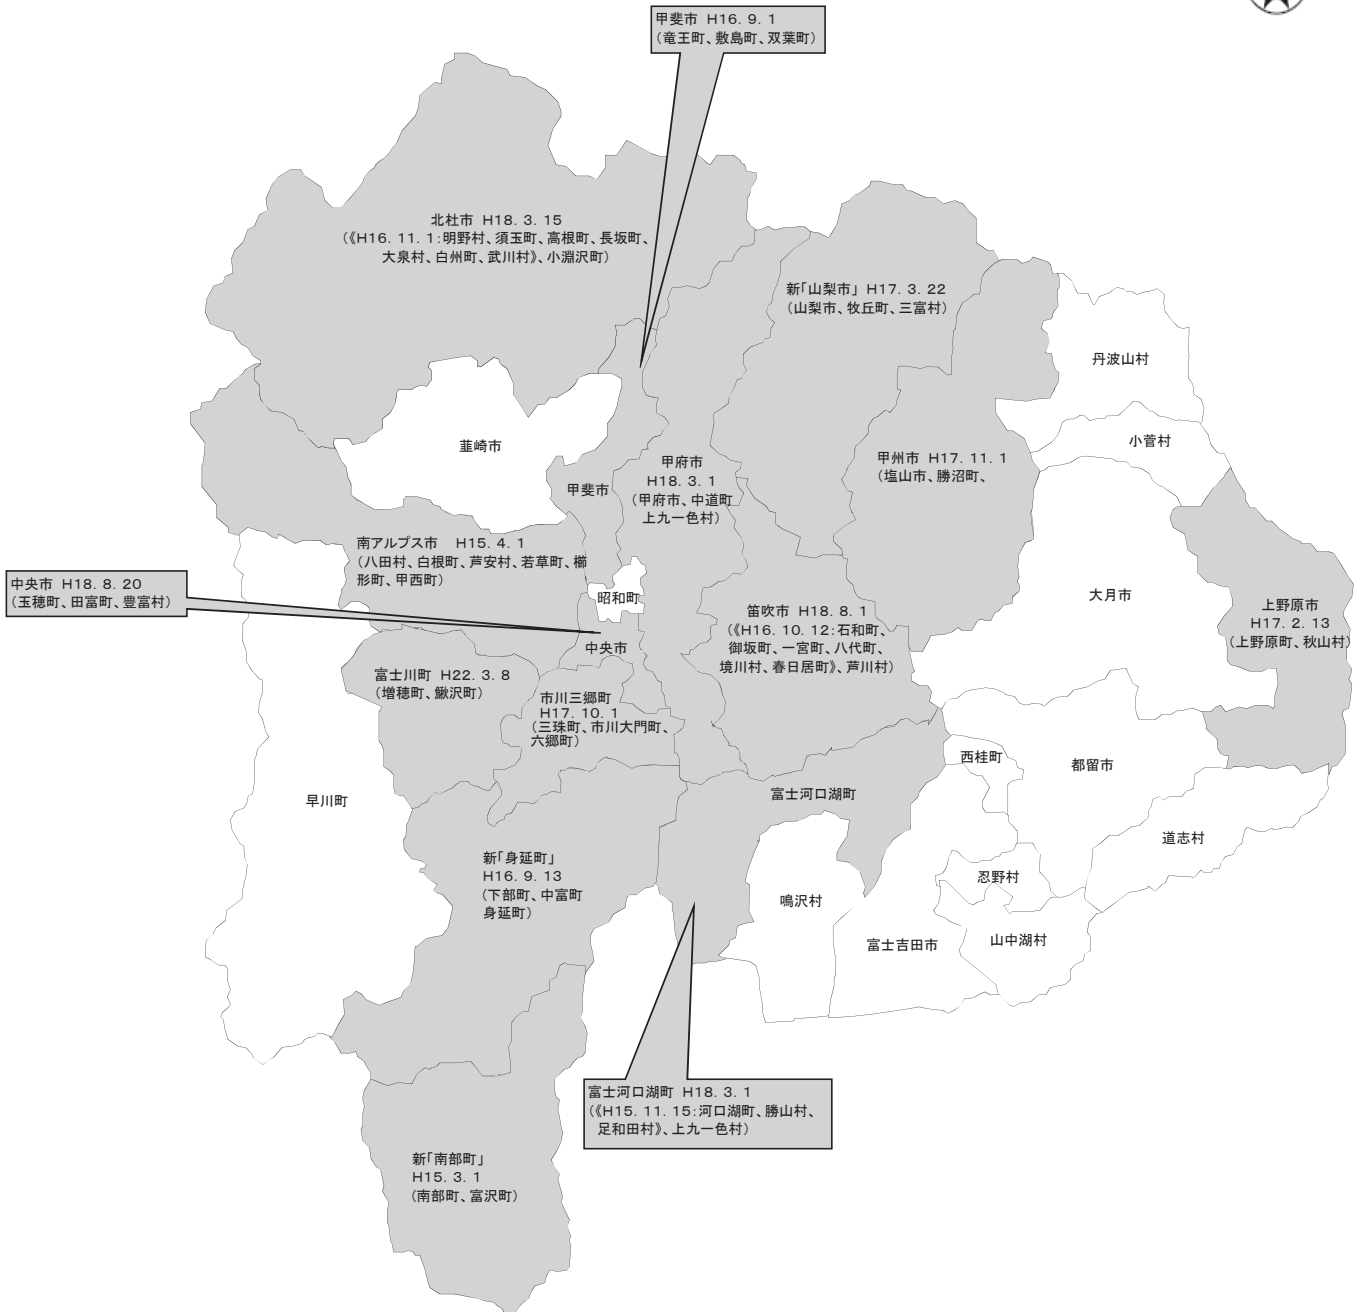 甲斐市 H16. 9. 1
（竜王町、敷島町、双葉町）
北杜市 H18. 3. 15
（《H16. 11. 1:明野村、須玉町、高根町、長坂町、
大泉村、白州町、武川村》、小淵沢町）
新「山梨市」 H17. 3. 22
（山梨市、牧丘町、三富村）
丹波山村
小菅村
韮崎市
甲斐市
甲府市
H18. 3. 1
（甲府市、中道町
上九一色村）
甲州市 H17. 11. 1
（塩山市、勝沼町、
南アルプス市 H15. 4. 1
（八田村、白根町、芦安村、若草町、櫛
形町、甲西町）
中央市 H18. 8. 20
（玉穂町、田富町、豊富村）
昭和町
中央市
笛吹市 H18. 8. 1
（《H16. 10. 12:石和町、
御坂町、一宮町、八代町、
境川村、春日居町》、芦川村）
大月市
上野原市
H17. 2. 13
（上野原町、秋山村）
富士川町 H22. 3. 8
（増穂町、鰍沢町）
市川三郷町
H17. 10. 1
（三珠町、市川大門町、
六郷町）
西桂町
都留市
早川町
富士河口湖町
道志村
新「身延町」
H16. 9. 13
（下部町、中富町
身延町）
忍野村
鳴沢村
富士吉田市
山中湖村
富士河口湖町 H18. 3. 1
（《H15. 11. 15:河口湖町、勝山村、
足和田村》、上九一色村）
新「南部町」
H15. 3. 1
（南部町、富沢町）